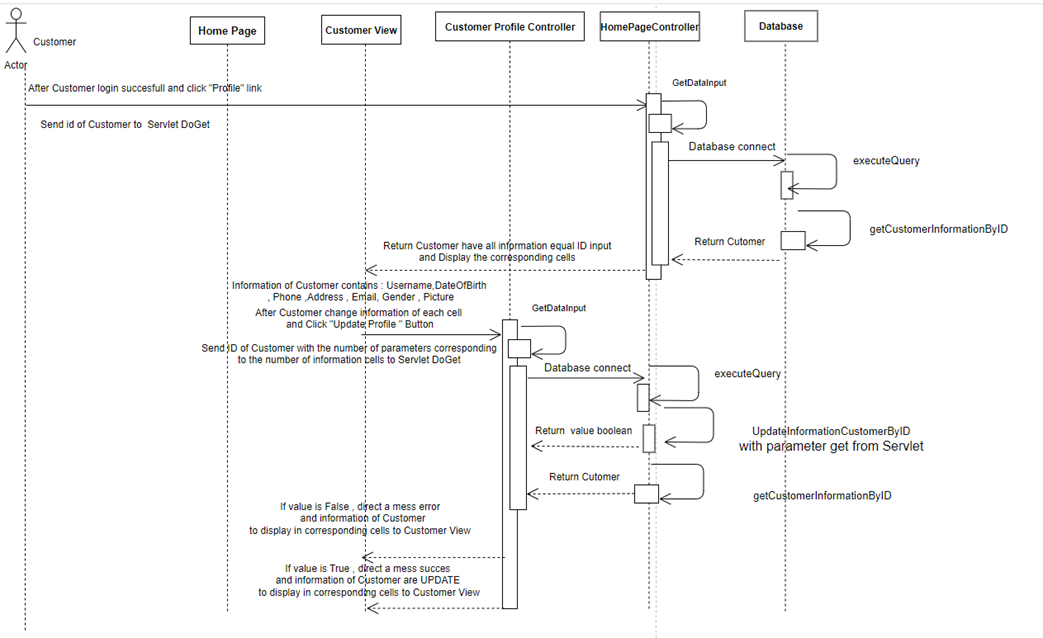 Customer
Actor
Home Page
Customer View
Customer Profile Controller
HomePageController
Database
After Customer login succesfull and click "Profile" link
Send id of Customer to Servlet DoGet
GetDataInput
Database connect
executeQuery
getCustomerInformationByID
Return Cutomer
Return Customer have all information equal ID input
and Display the corresponding cells
Information of Customer contains : Username,DateOfBirth
, Phone ,Address , Email, Gender , Picture
After Customer change information of each cell
and Click "Update Profile " Button
GetDataInput
Send ID of Customer with the number of parameters corresponding
to the number of information cells to Servlet DoGet
Database connect
executeQuery
Return value boolean
UpdateInformationCustomerByID
with parameter get from Servlet
Return Cutomer
getCustomerInformationByID
If value is False , direct a mess error
and information of Customer
to display in corresponding cells to Customer View
If value is True , direct a mess succes
and information of Customer are UPDATE
to display in corresponding cells to Customer View